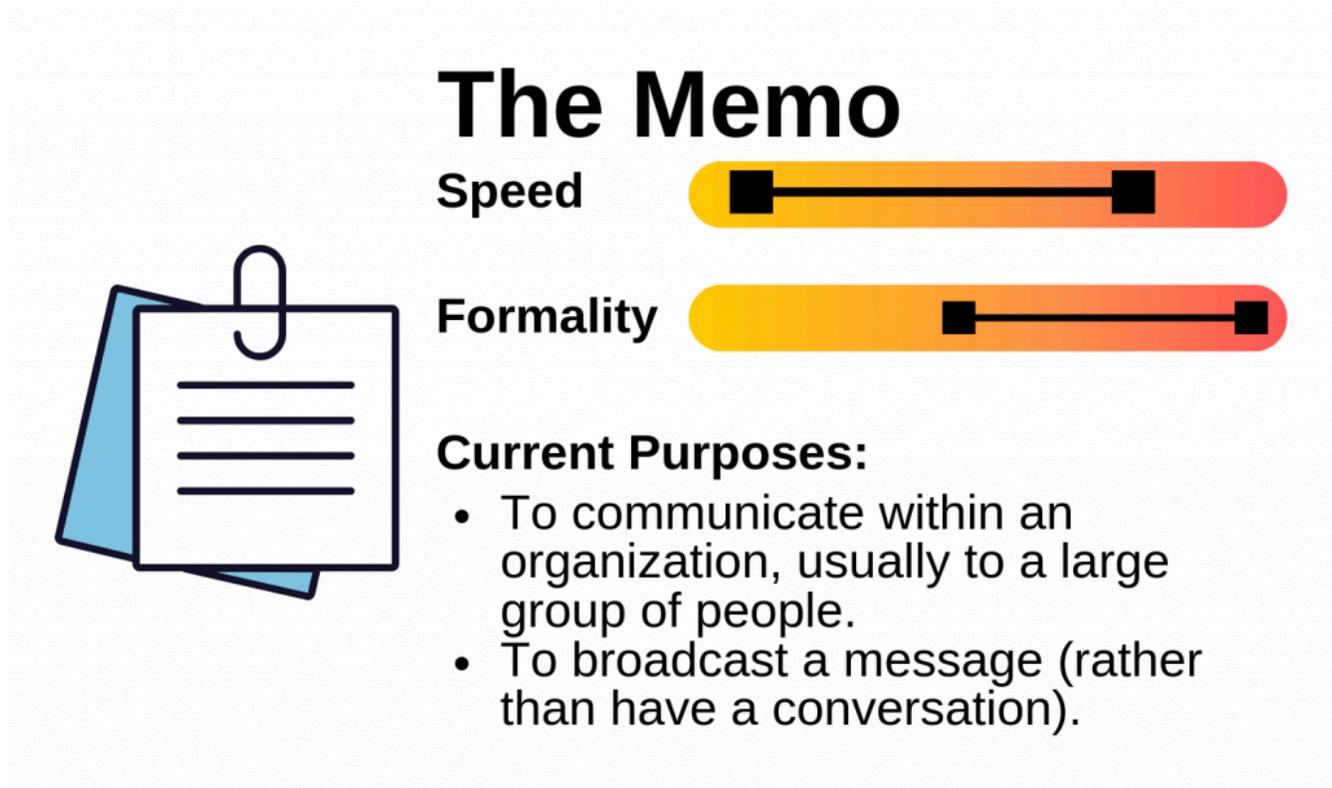 The Memo
Speed
Formality
Current Purposes:
• To communicate within an
organization, usually to a large
group of people.
• To broadcast a message (rather
than have a conversation).